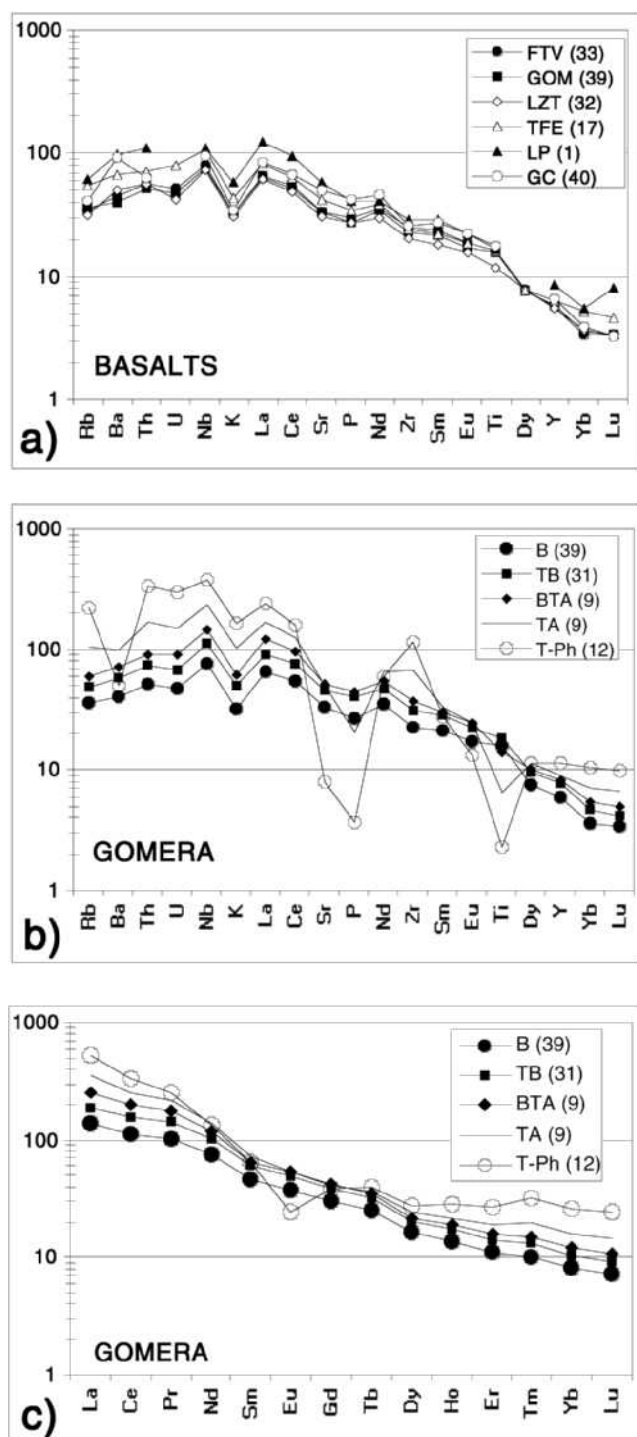 1000
100
10
1
FTV (33)
GOM (39)
LZT (32)
TFE (17)
LP (1)
GC (40)
BASALTS
a)
Rb Ba Th U Nb K La Ce Sr P Nd Zr Sm Eu Ti Dy Y Yb Lu
1000
100
10
1
B (39)
TB (31)
BTA (9)
TA (9)
T-Ph (12)
GOMERA
b)
Rb Ba Th U Nb K La Ce Sr P Nd Zr Sm Eu Ti Dy Y Yb Lu
1000
100
10
1
B (39)
TB (31)
BTA (9)
TA (9)
T-Ph (12)
GOMERA
c)
La Ce Pr Nd Sm Eu Gd Tb Dy Ho Er Tm Yb Lu